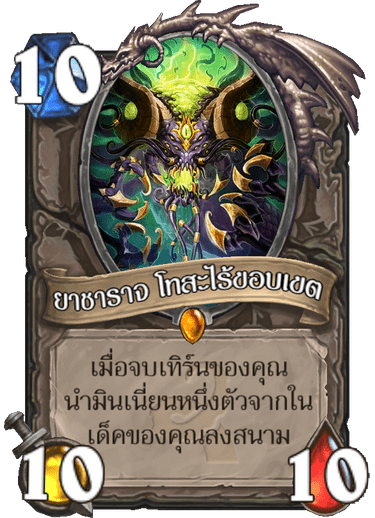 10
ยาชาราจ โทสะไร้ขอบเขต
เมื่อจบเทิร์นของคุณ
นำมินเนี่ยนหนึ่งตัวจากใน
เด็คของคุณลงสนาม
10
10